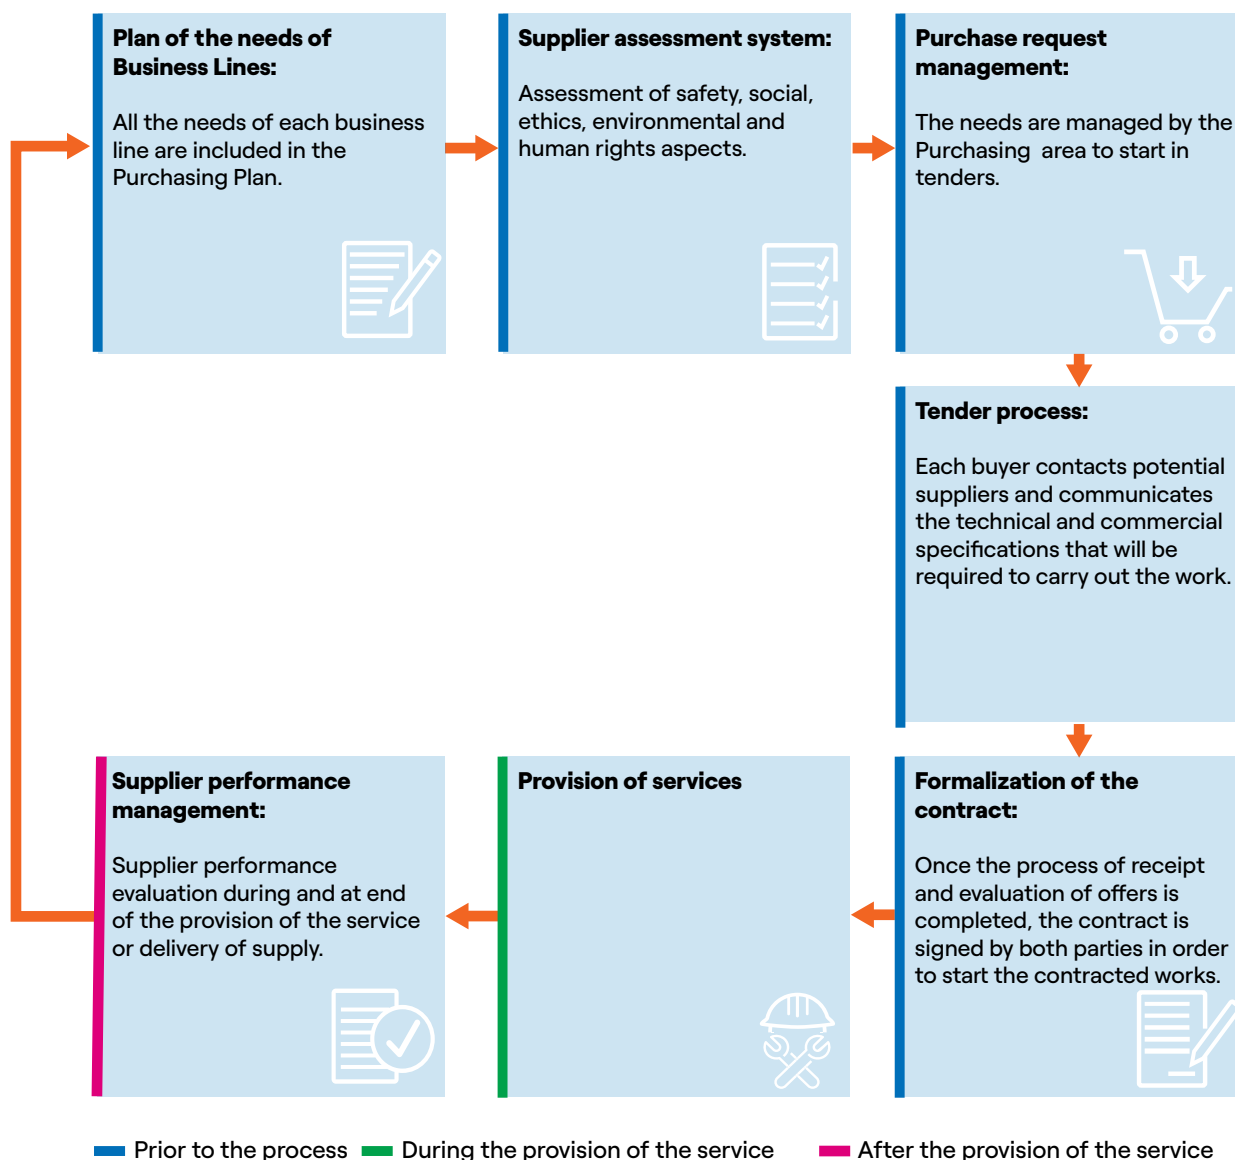 Plan of the needs of
Business Lines:
All the needs of each business
line are included in the
Purchasing Plan.
Supplier assessment system:
Assessment of safety, social,
ethics, environmental and
human rights aspects.
Purchase request
management:
The needs are managed by the
Purchasing area to start in
tenders.
Tender process:
Each buyer contacts potential
suppliers and communicates
the technical and commercial
specifications that will be
required to carry out the work.
Formalization of the
contract:
Once the process of receipt
and evaluation of offers is
completed, the contract is
signed by both parties in order
to start the contracted works.
Provision of services
Supplier performance
management:
Supplier performance
evaluation during and at end
of the provision of the service
or delivery of supply.
Prior to the process
During the provision of the service
After the provision of the service